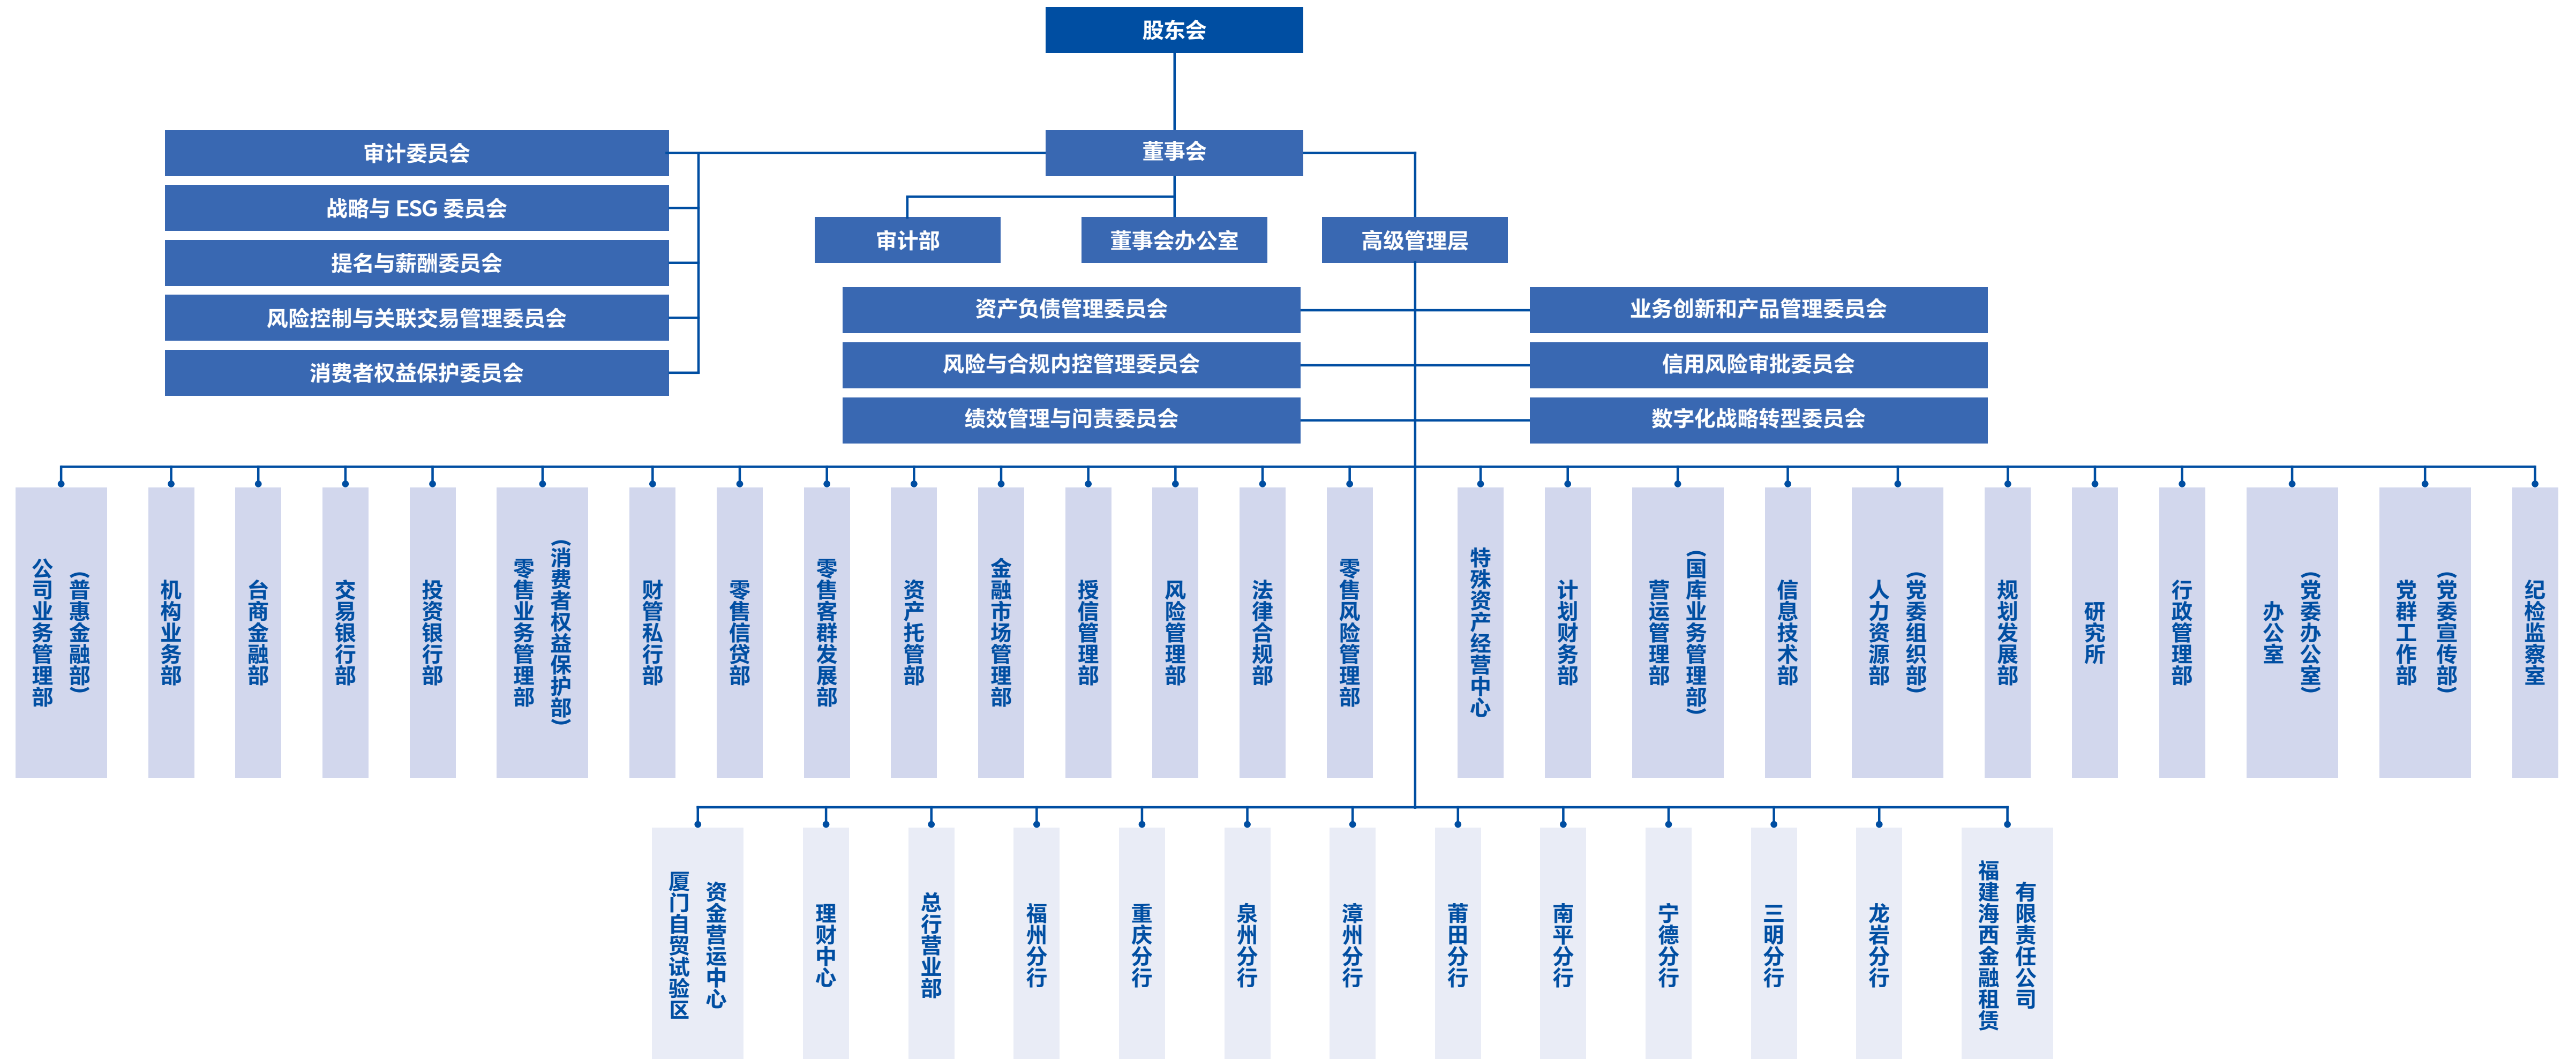 股东会
审计委员会
董事会
战略与 ESG 委员会
提名与薪酬委员会
风险控制与关联交易管理委员会
消费者权益保护委员会
审计部
董事会办公室
高级管理层
资产负债管理委员会
业务创新和产品管理委员会
风险与合规内控管理委员会
信用风险审批委员会
绩效管理与问责委员会
数字化战略转型委员会
公司业务管理部
（普惠金融部）
机构业务部
台商金融部
交易银行部
投资银行部
零售业务管理部
（消费者权益保护部）
财管私行部
零售信贷部
零售客群发展部
资产托管部
金融市场管理部
授信管理部
风险管理部
法律合规部
零售风险管理部
特殊资产经营中心
计划财务部
营运管理部
（国库业务管理部）
信息技术部
人力资源部
（党委组织部）
规划发展部
研究所
行政管理部
办公室
（党委办公室）
党群工作部
（党委宣传部）
纪检监察室
厦门自贸试验区
资金营运中心
理财中心
总行营业部
福州分行
重庆分行
泉州分行
漳州分行
莆田分行
南平分行
宁德分行
三明分行
龙岩分行
福建海西金融租赁
有限责任公司